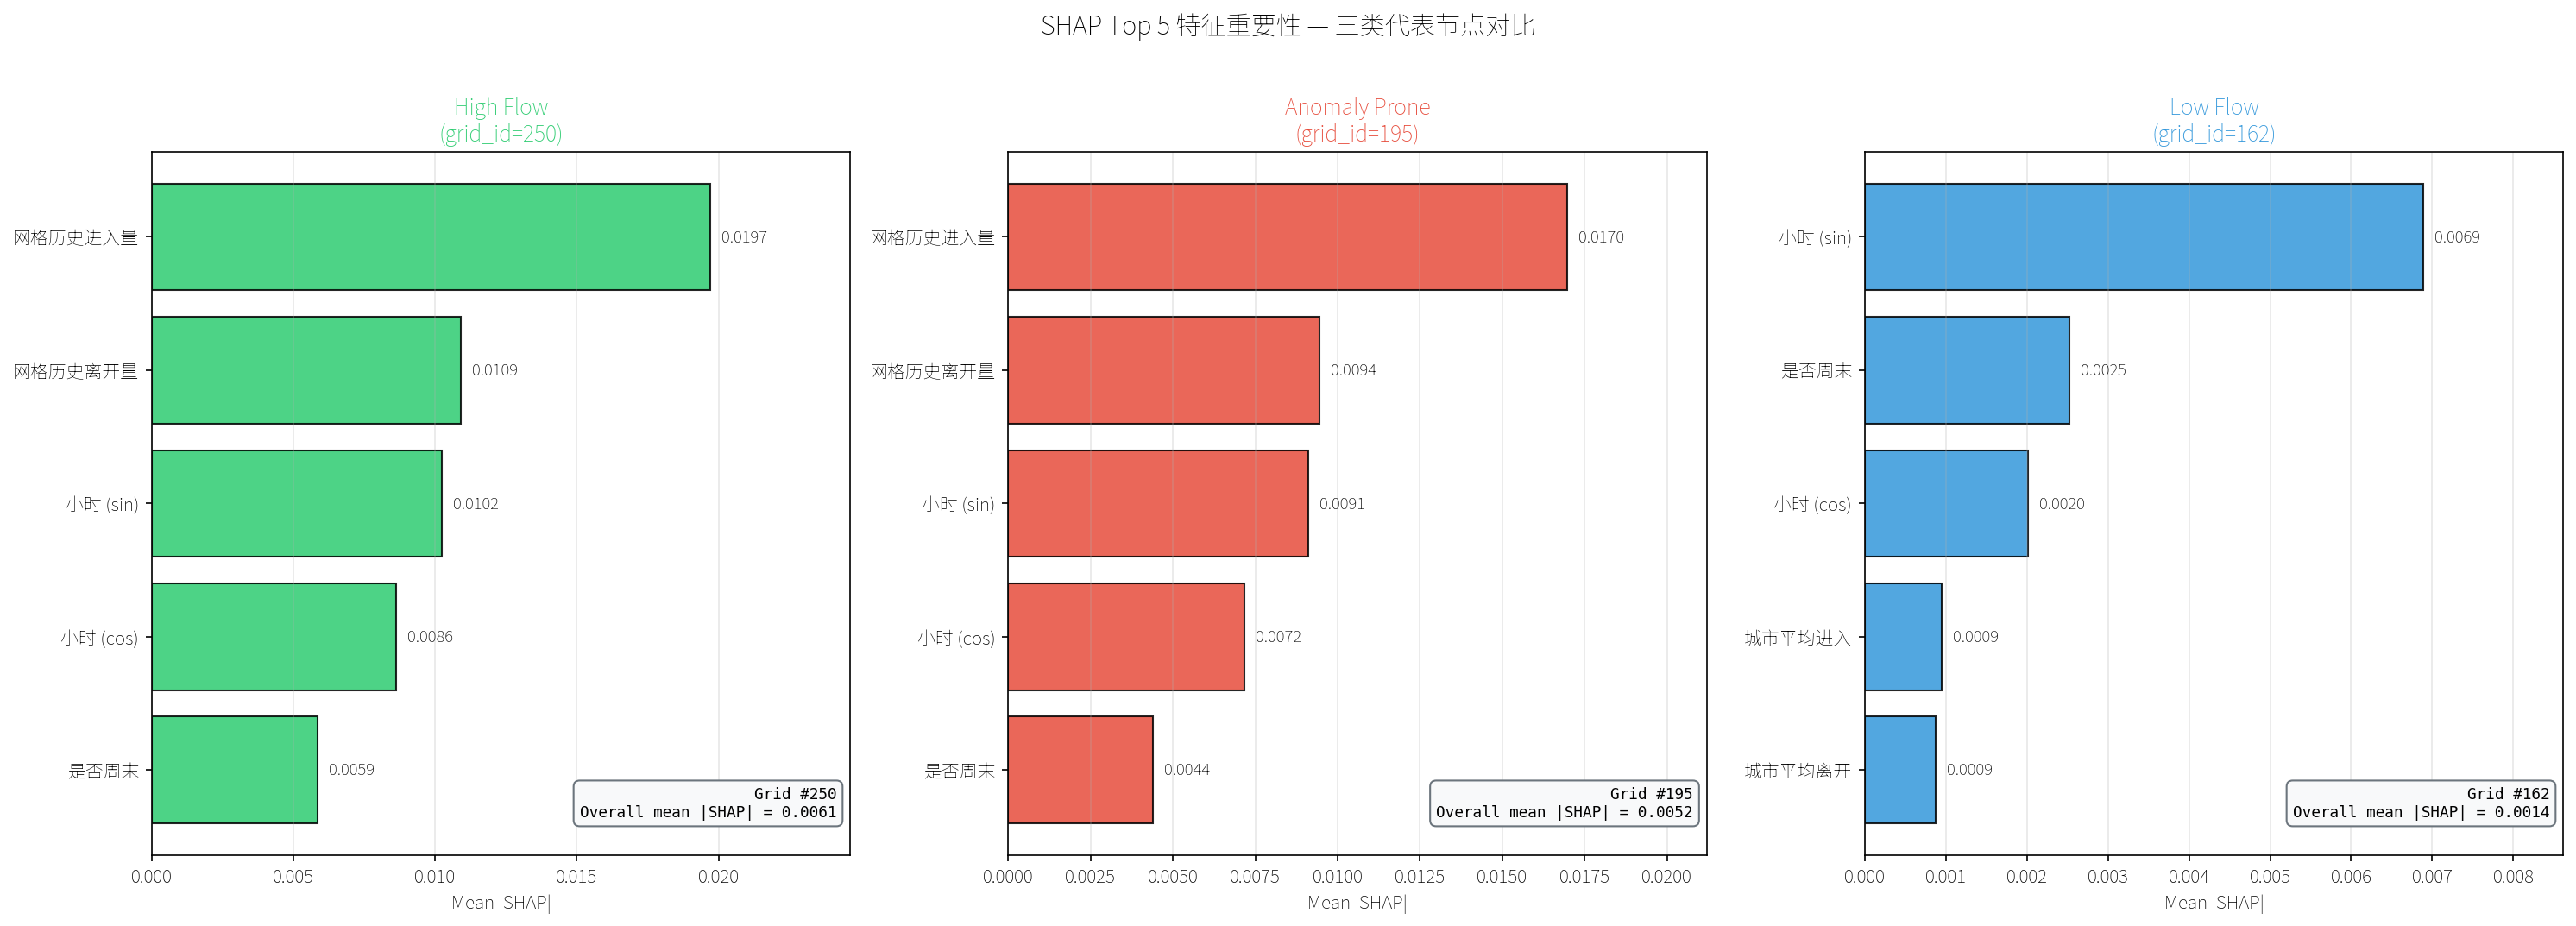 SHAP Top 5 特征重要性 — 三类代表节点对比
High Flow
(grid_id=250)
网格历史进入量
0.0197
网格历史离开量
0.0109
小时 (sin)
0.0102
小时 (cos)
0.0086
是否周末
0.0059
Grid #250
Overall mean |SHAP| = 0.0061
0.000 0.005 0.010 0.015 0.020
Mean |SHAP|
Anomaly Prone
(grid_id=195)
网格历史进入量
0.0170
网格历史离开量
0.0094
小时 (sin)
0.0091
小时 (cos)
0.0072
是否周末
0.0044
Grid #195
Overall mean |SHAP| = 0.0052
0.0000 0.0025 0.0050 0.0075 0.0100 0.0125 0.0150 0.0175 0.0200
Mean |SHAP|
Low Flow
(grid_id=162)
小时 (sin)
0.0069
是否周末
0.0025
小时 (cos)
0.0020
城市平均进入
0.0009
城市平均离开
0.0009
Grid #162
Overall mean |SHAP| = 0.0014
0.000 0.001 0.002 0.003 0.004 0.005 0.006 0.007 0.008
Mean |SHAP|